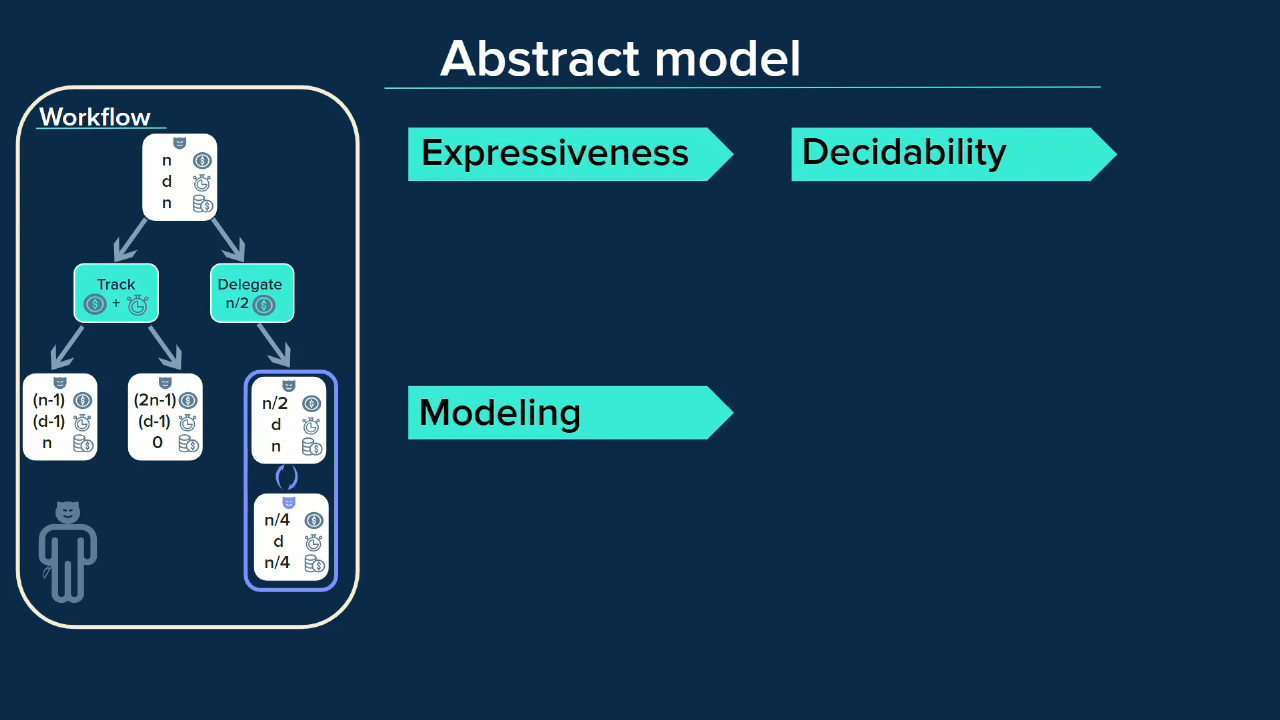 Abstract model
Workflow
n
d
n
Track
+
Delegate
n/2
(n-1)
(d-1)
n
(2n-1)
(d-1)
0
n/2
d
n
n/4
d
n/4
Expressiveness
Decidability
Modeling